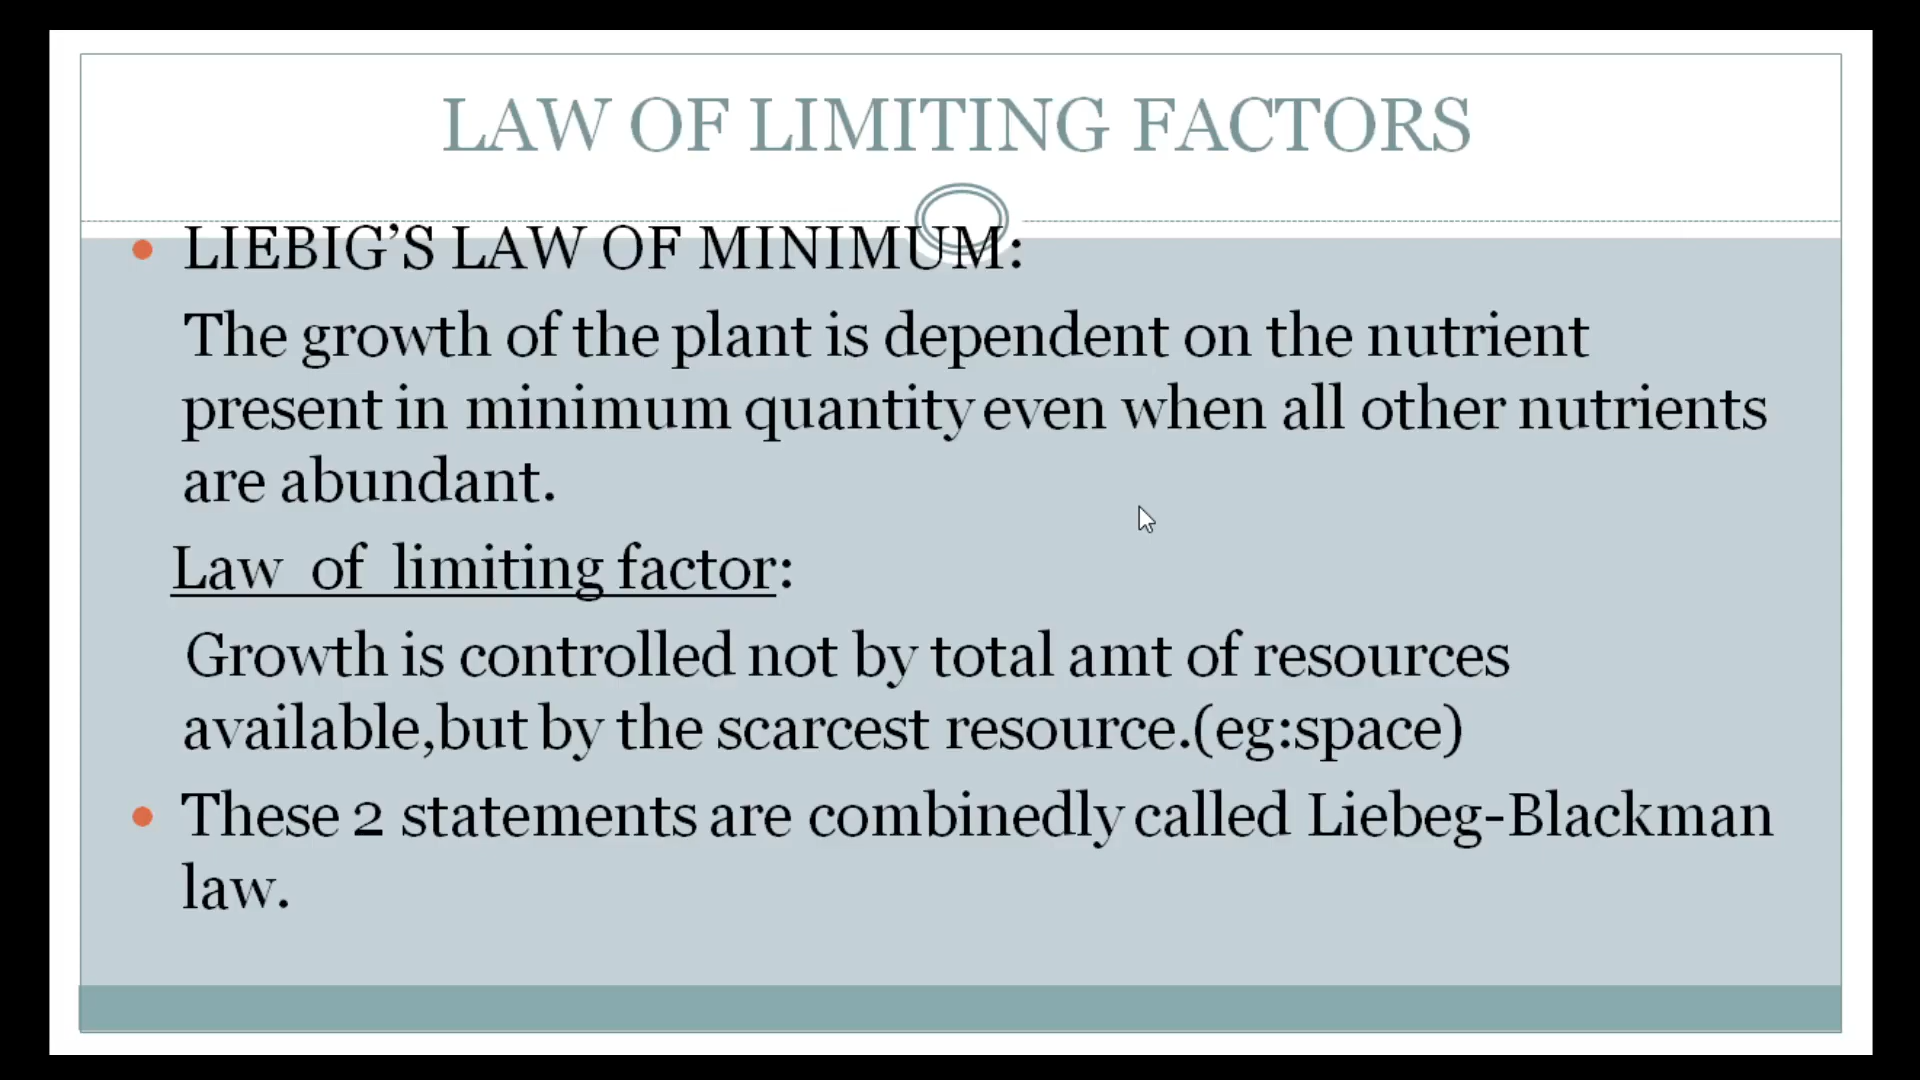 LAW OF LIMITING FACTORS
LIEBIG’S LAW OF MINIMUM:
The growth of the plant is dependent on the nutrient
present in minimum quantity even when all other nutrients
are abundant.
Law of limiting factor:
Growth is controlled not by total amt of resources
available,but by the scarcest resource.(eg:space)
These 2 statements are combinedly called Liebeg-Blackman
law.